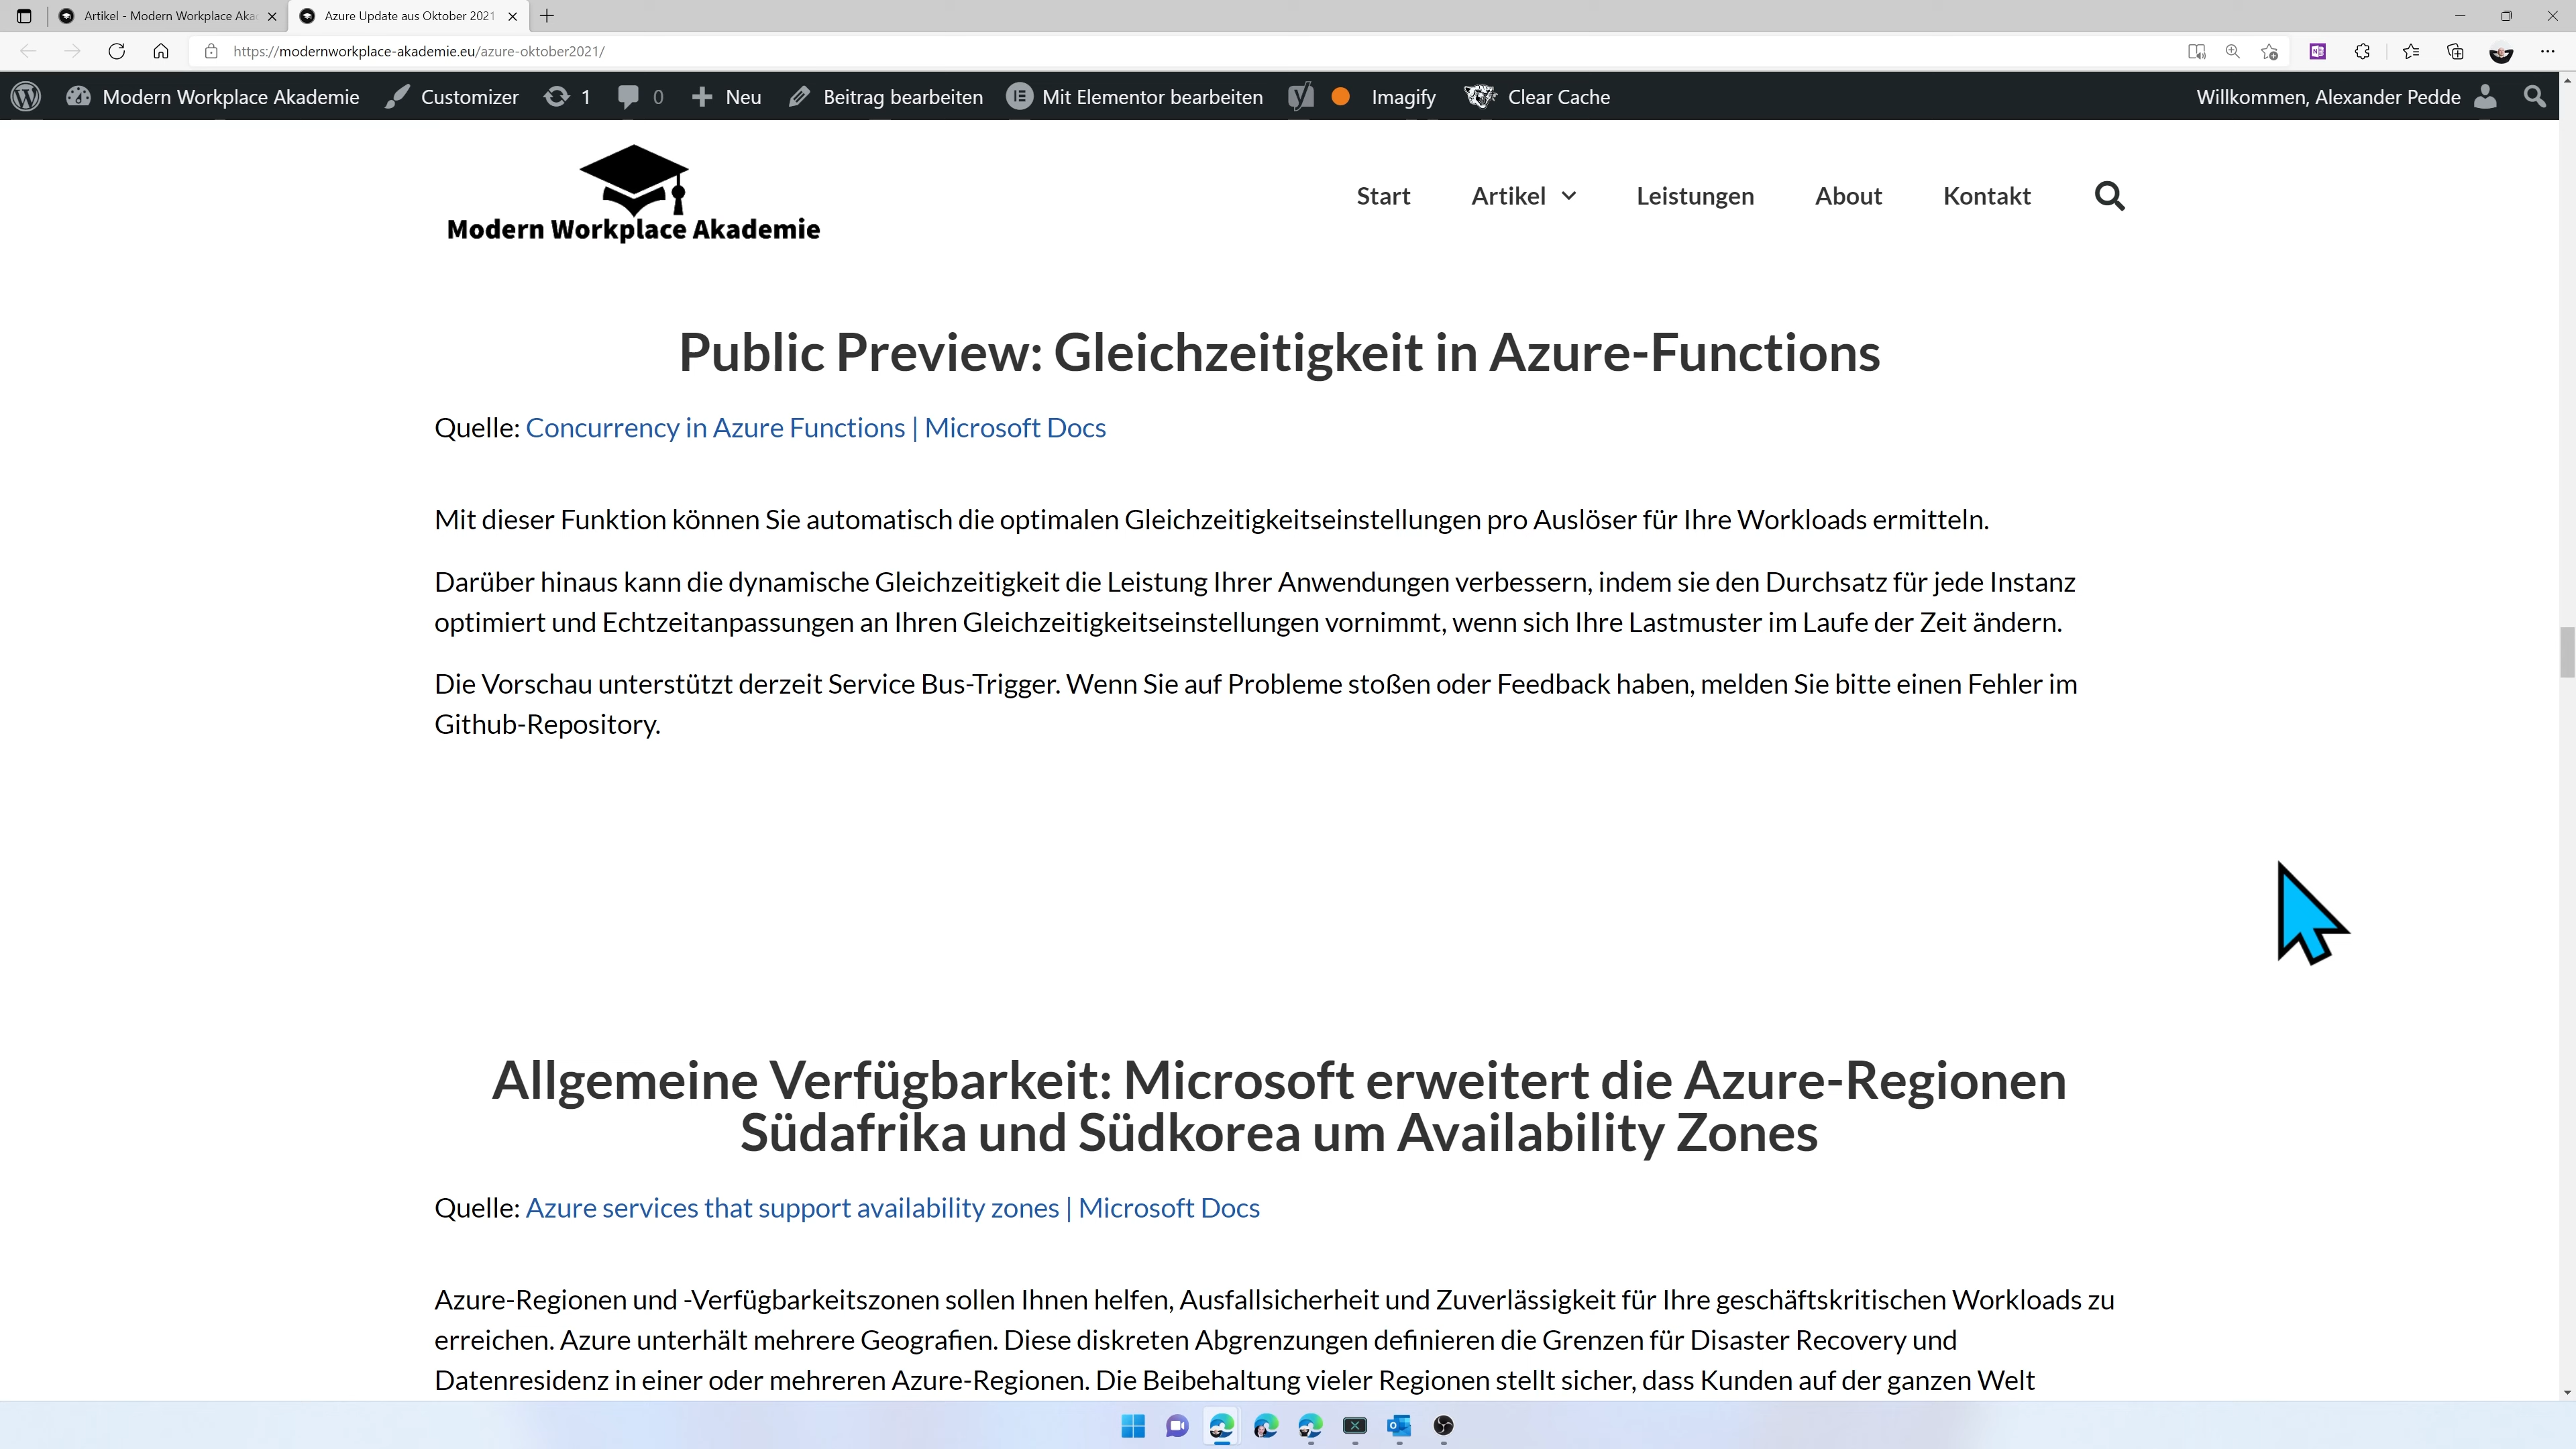 Artikel - Modern Workplace Aka
Azure Update aus Oktober 2021
https://modernworkplace-akademie.eu/azure-oktober2021/
Modern Workplace Akademie
Customizer
1
0
Neu
Beitrag bearbeiten
Mit Elementor bearbeiten
Imagify
Clear Cache
Willkommen, Alexander Pedde
Modern Workplace Akademie
Start
Artikel
Leistungen
About
Kontakt
Public Preview: Gleichzeitigkeit in Azure-Functions
Quelle: Concurrency in Azure Functions | Microsoft Docs
Mit dieser Funktion können Sie automatisch die optimalen Gleichzeitigkeitseinstellungen pro Auslöser für Ihre Workloads ermitteln.
Darüber hinaus kann die dynamische Gleichzeitigkeit die Leistung Ihrer Anwendungen verbessern, indem sie den Durchsatz für jede Instanz
optimiert und Echtzeitanpassungen an Ihren Gleichzeitigkeitseinstellungen vornimmt, wenn sich Ihre Lastmuster im Laufe der Zeit ändern.
Die Vorschau unterstützt derzeit Service Bus-Trigger. Wenn Sie auf Probleme stoßen oder Feedback haben, melden Sie bitte einen Fehler im
Github-Repository.
Allgemeine Verfügbarkeit: Microsoft erweitert die Azure-Regionen
Südafrika und Südkorea um Availability Zones
Quelle: Azure services that support availability zones | Microsoft Docs
Azure-Regionen und -Verfügbarkeitszonen sollen Ihnen helfen, Ausfallsicherheit und Zuverlässigkeit für Ihre geschäftskritischen Workloads zu
erreichen. Azure unterhält mehrere Geografien. Diese diskreten Abgrenzungen definieren die Grenzen für Disaster Recovery und
Datenresidenz in einer oder mehreren Azure-Regionen. Die Beibehaltung vieler Regionen stellt sicher, dass Kunden auf der ganzen Welt